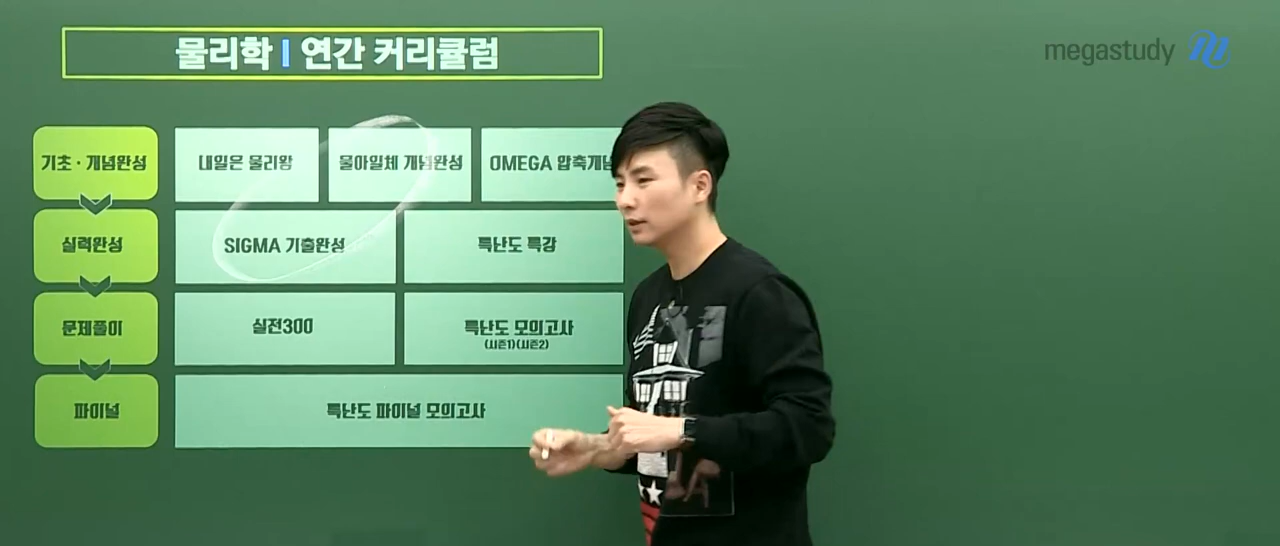 물리학 I 연간 커리큘럼
megastudy M
기초·개념완성
내일은 물리왕
물아일체 개념완성
OMEGA 압축개념
실력완성
SIGMA 기출완성
특난도 특강
문제풀이
실전300
특난도 모의고사
(시즌1)(시즌2)
파이널
특난도 파이널 모의고사